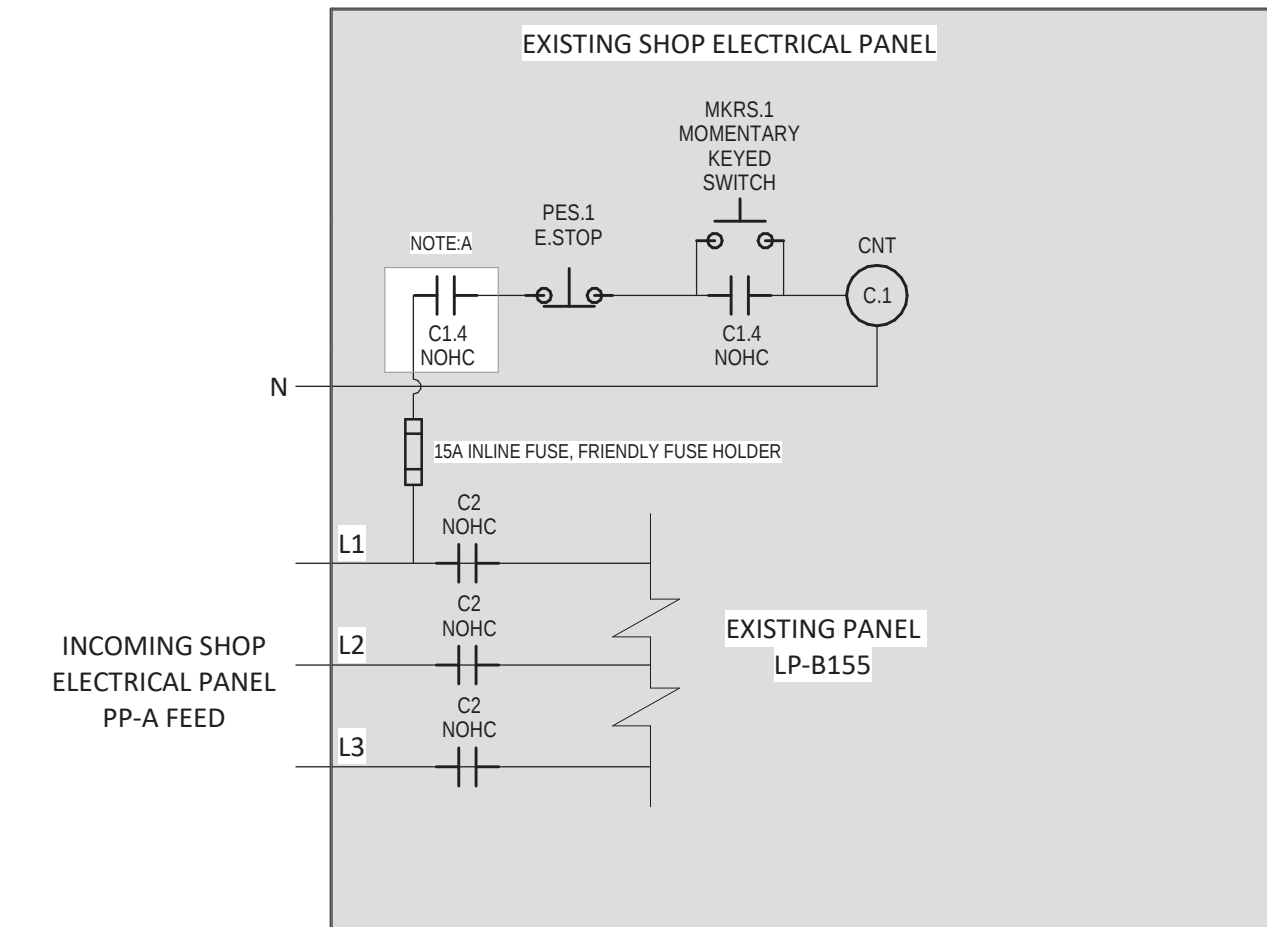 EXISTING SHOP ELECTRICAL PANEL
MKRS.1
MOMENTARY
KEYED
SWITCH
PES.1
E.STOP
NOTE:A
CNT
C1.4
NOHC
C1.4
NOHC
C.1
N
15A INLINE FUSE, FRIENDLY FUSE HOLDER
C2
NOHC
L1
C2
NOHC
L2
C2
NOHC
L3
INCOMING SHOP
ELECTRICAL PANEL
PP-A FEED
EXISTING PANEL
LP-B155